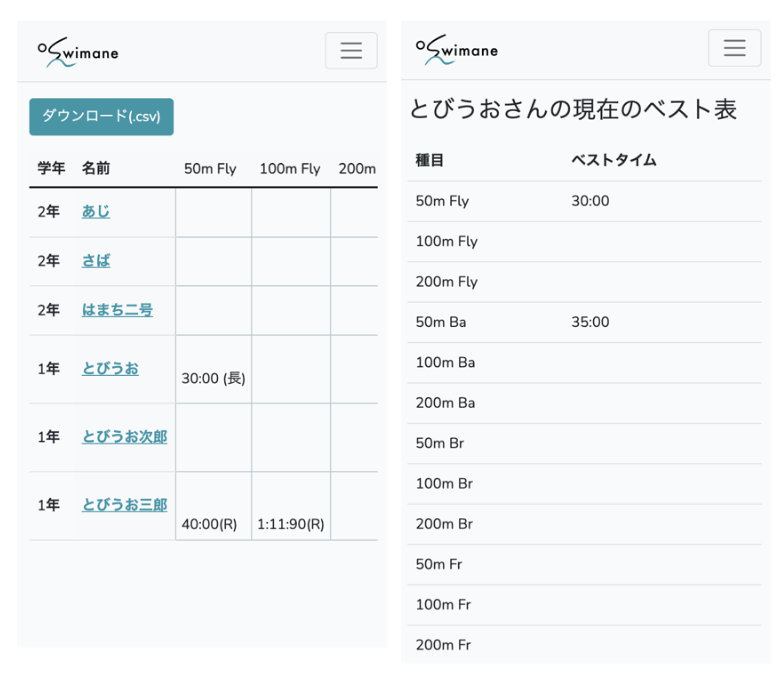 Swimane
ダウンロード(.csv)
学年 名前 50m Fly 100m Fly 200m
2年 あじ
2年 さば
2年 はまち二号
1年 とびうお 30:00 (長)
1年 とびうお次郎
1年 とびうお三郎 40:00(R) 1:11:90(R)
Swimane
とびうおさんの現在のベスト表
種目 ベストタイム
50m Fly 30:00
100m Fly
200m Fly
50m Ba 35:00
100m Ba
200m Ba
50m Br
100m Br
200m Br
50m Fr
100m Fr
200m Fr